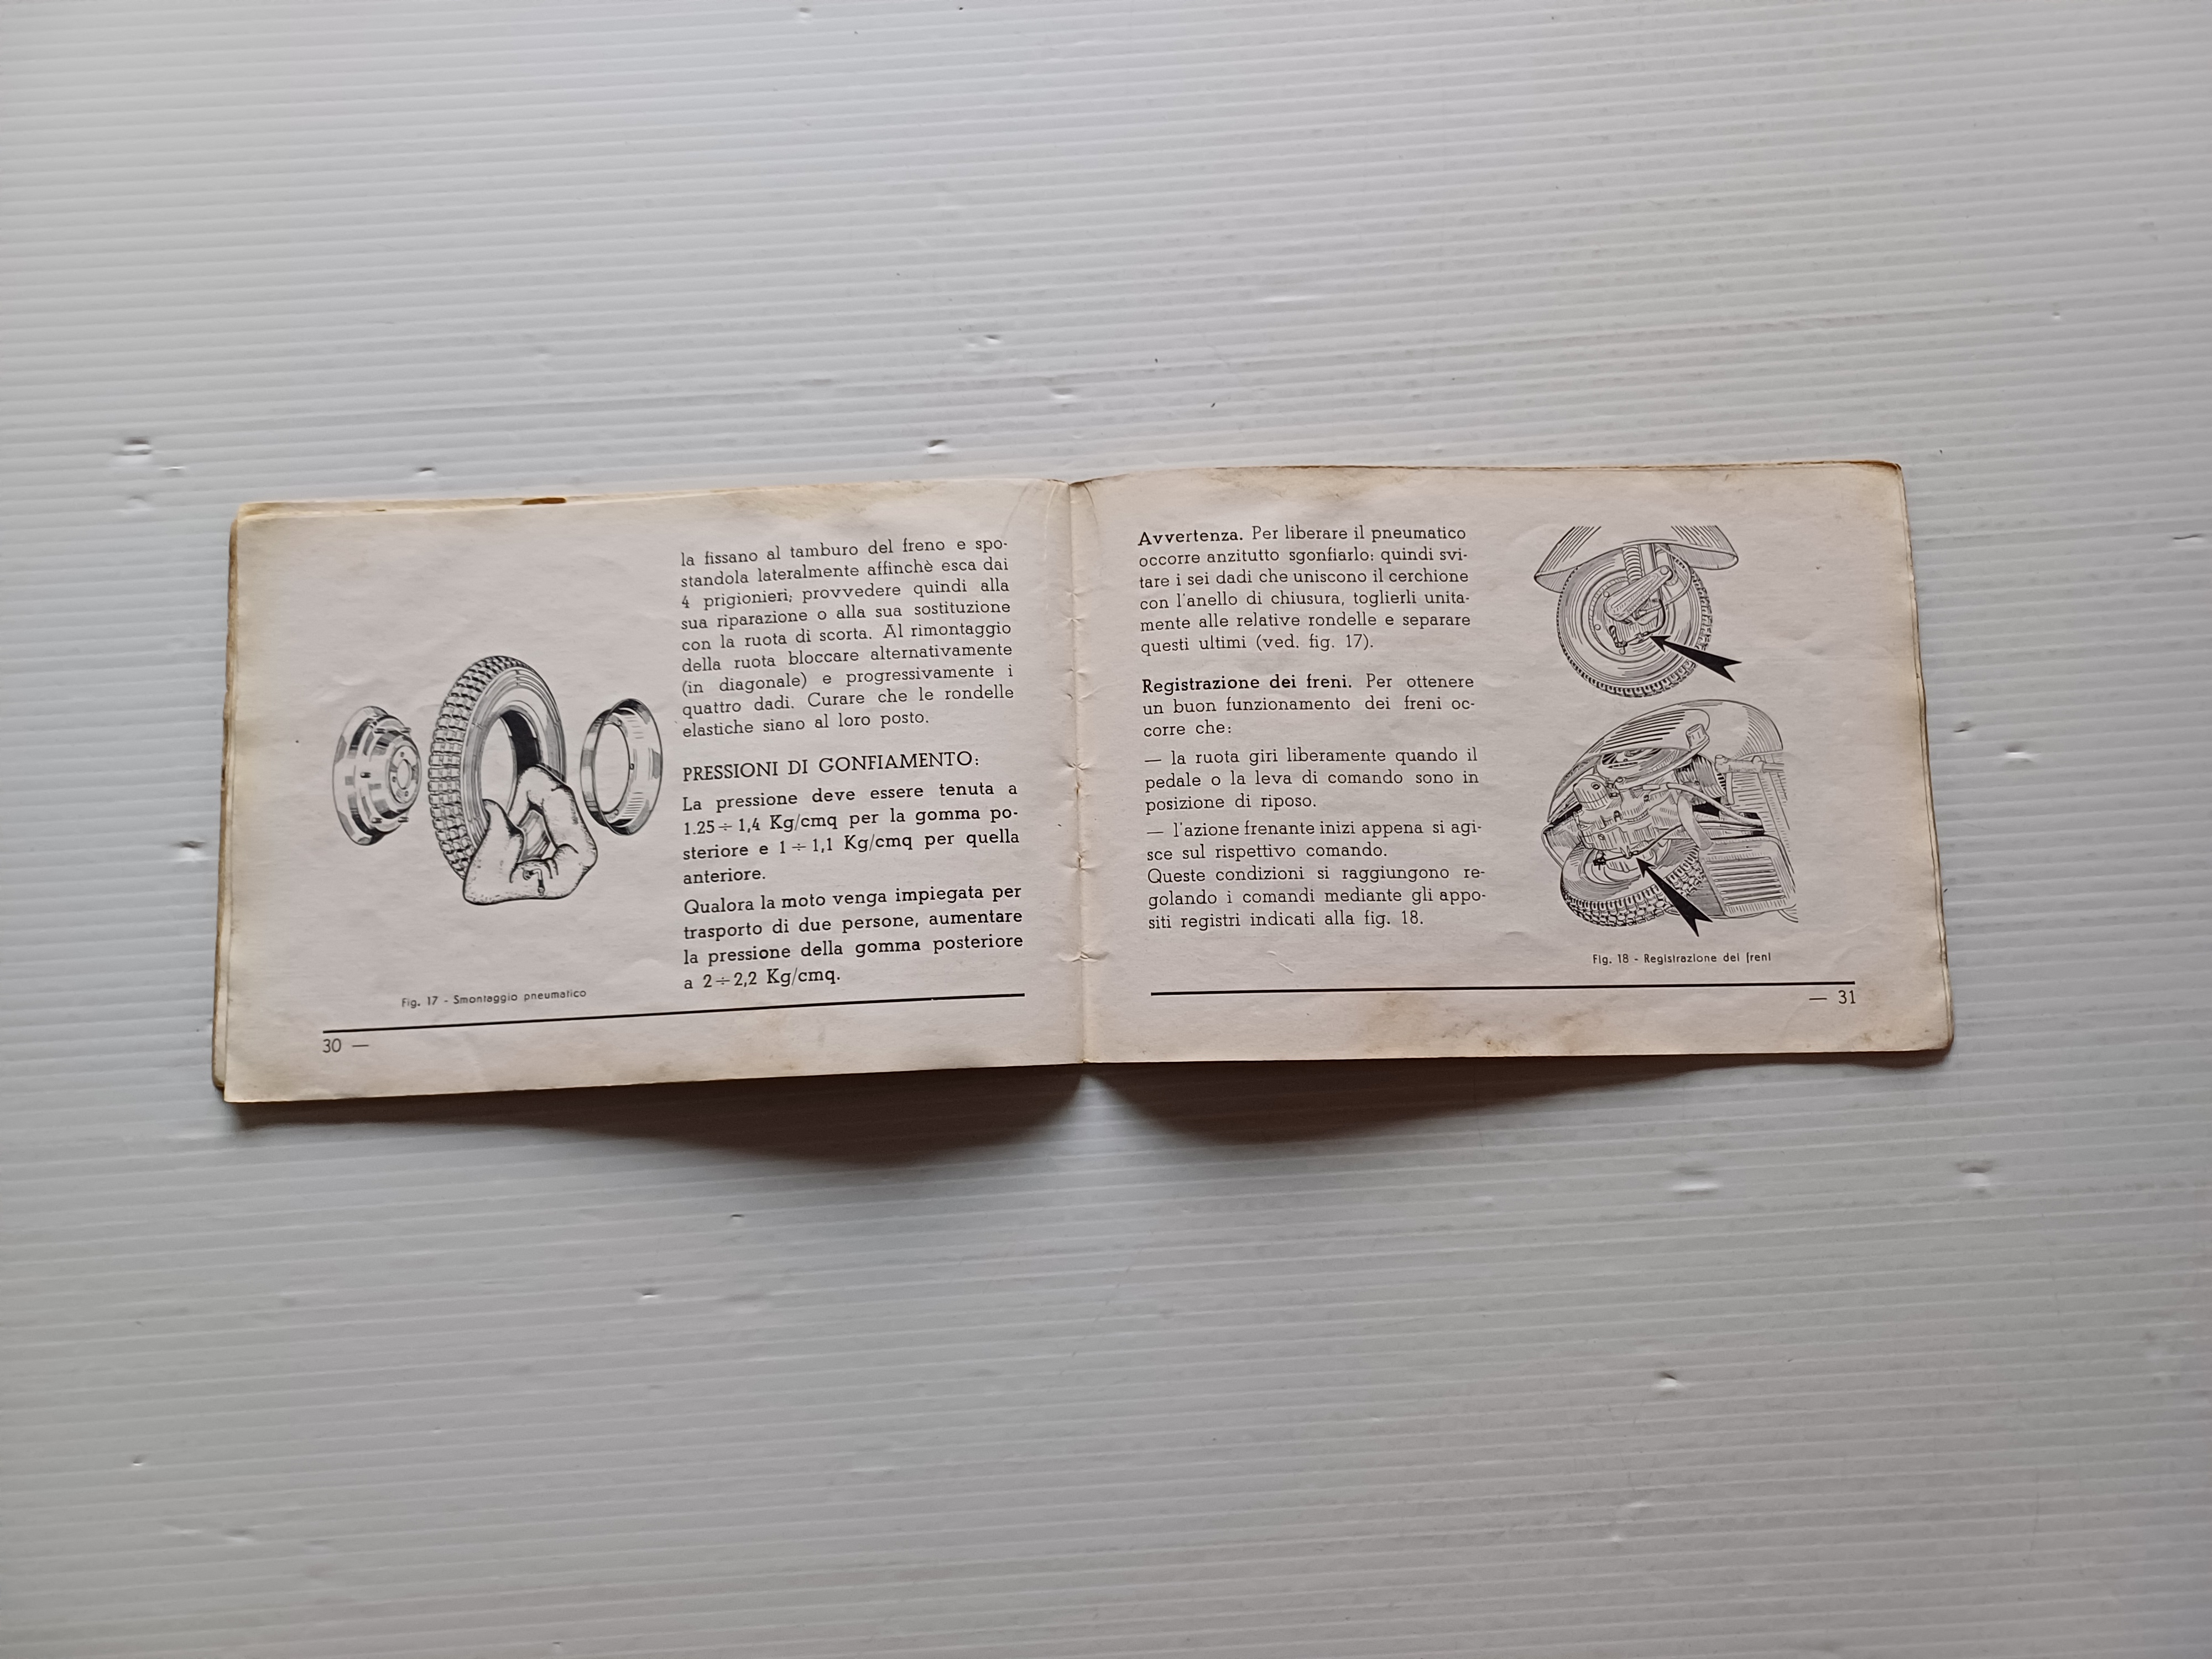 la fissano al tamburo del freno e spo-
standola lateralmente affinchè esca dai
4 prigionieri; provvedere quindi alla
sua riparazione o alla sua sostituzione
con la ruota di scorta. Al rimontaggio
della ruota bloccare alternativamente
(in diagonale) e progressivamente i
quattro dadi. Curare che le rondelle
elastiche siano al loro posto.
PRESSIONI DI GONFIAMENTO:
La pressione deve essere tenuta a
1.25÷1,4 Kg/cmq per la gomma po-
steriore e 1÷1,1 Kg/cmq per quella
anteriore.
Qualora la moto venga impiegata per
trasporto di due persone, aumentare
la pressione della gomma posteriore
a 2÷2,2 Kg/cmq.
Fig. 17 - Smontaggio pneumatico
30 —
Avvertenza. Per liberare il pneumatico
occorre anzitutto sgonfiarlo: quindi svi-
tare i sei dadi che uniscono il cerchione
con l'anello di chiusura, toglierli unita-
mente alle relative rondelle e separare
questi ultimi (ved. fig. 17).
Registrazione dei freni. Per ottenere
un buon funzionamento dei freni oc-
corre che:
— la ruota giri liberamente quando il
pedale o la leva di comando sono in
posizione di riposo.
— l'azione frenante inizi appena si agi-
sce sul rispettivo comando.
Queste condizioni si raggiungono re-
golando i comandi mediante gli appo-
siti registri indicati alla fig. 18.
Fig. 18 - Registrazione dei freni
— 31